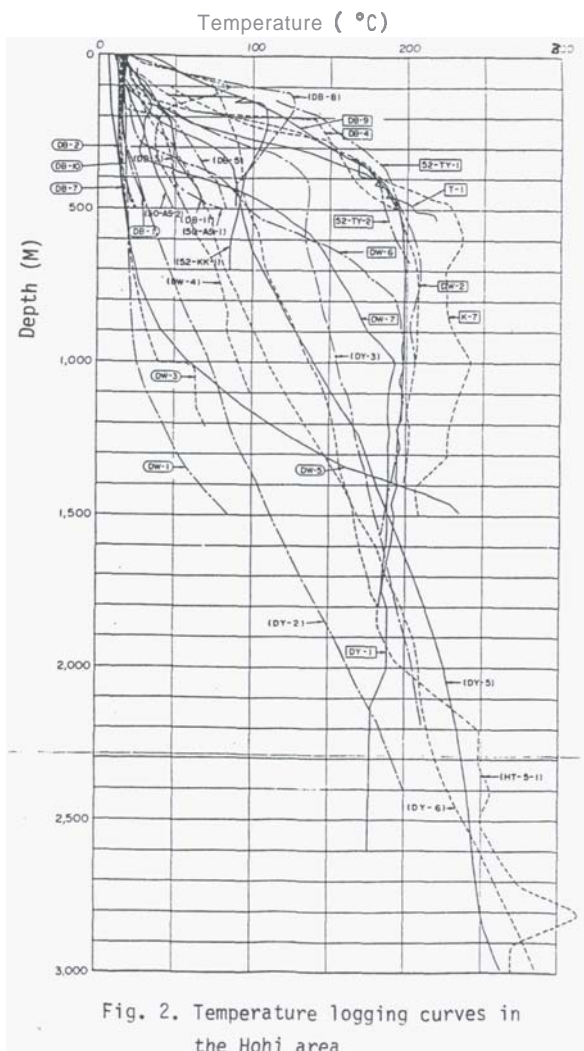 Temperature ( °C)
0 100 200
0
(DB-8)
DB-9
DB-4
DB-2
52-TY-1
(DB-5)
DB-10
T-1
DB-7
500
(50-AS-2)
52-TY-2
(50-AS-1)
DW-6
(52-KK-1)
(DW-4)
DW-2
DW-7
K-7
Depth (M)
(DY-3)
1,000
DW-3
DW-1
DW-5
1,500
(DY-2)
DY-1
2,000
(DY-5)
(HT-5-1)
(DY-6)
2,500
3,000
Fig. 2. Temperature logging curves in
the Hohi area